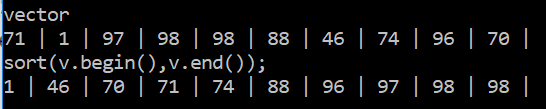 vector
71 | 1 | 97 | 98 | 98 | 88 | 46 | 74 | 96 | 70 |
sort(v.begin(),v.end());
1 | 46 | 70 | 71 | 74 | 88 | 96 | 97 | 98 | 98 |